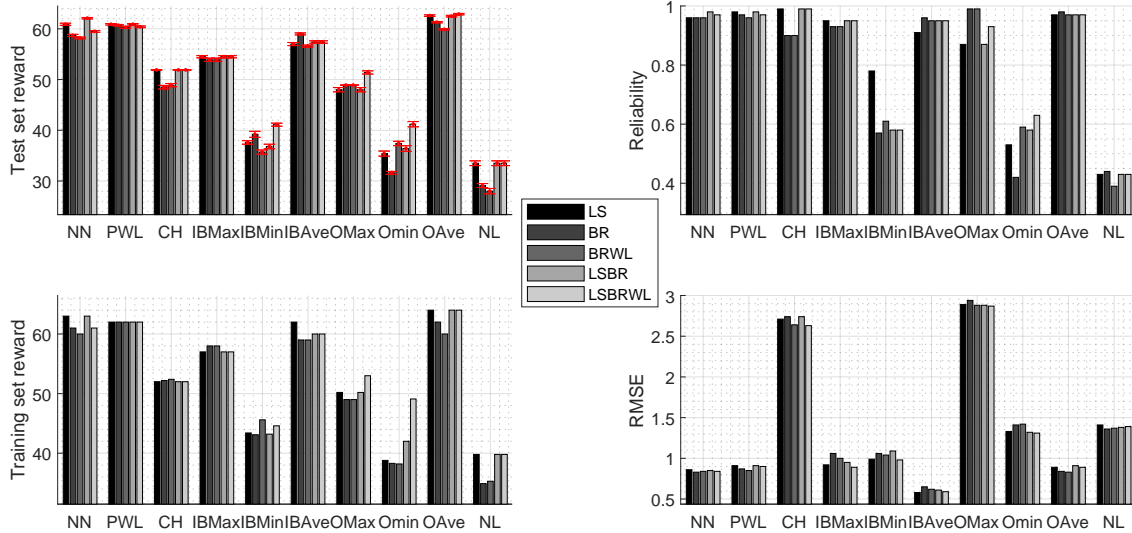 Test set reward
60
50
40
30
NN PWL CH IBMax IBMin IBAve OMax Omin OAve NL
Reliability
1
0.8
0.6
0.4
NN PWL CH IBMax IBMin IBAve OMax Omin OAve NL
LS
BR
BRWL
LSBR
LSBRWL
Training set reward
60
50
40
NN PWL CH IBMax IBMin IBAve OMax Omin OAve NL
RMSE
3
2.5
2
1.5
1
0.5
NN PWL CH IBMax IBMin IBAve OMax Omin OAve NL